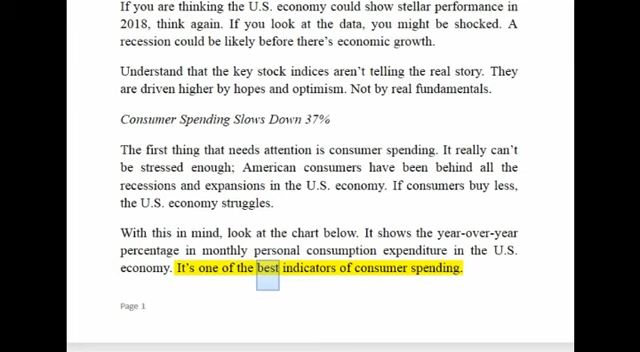 If you are thinking the U.S. economy could show stellar performance in
2018, think again. If you look at the data, you might be shocked. A
recession could be likely before there's economic growth.
Understand that the key stock indices aren't telling the real story. They
are driven higher by hopes and optimism. Not by real fundamentals.
Consumer Spending Slows Down 37%
The first thing that needs attention is consumer spending. It really can't
be stressed enough; American consumers have been behind all the
recessions and expansions in the U.S. economy. If consumers buy less,
the U.S. economy struggles.
With this in mind, look at the chart below. It shows the year-over-year
percentage in monthly personal consumption expenditure in the U.S.
economy. It's one of the best indicators of consumer spending.
Page 1